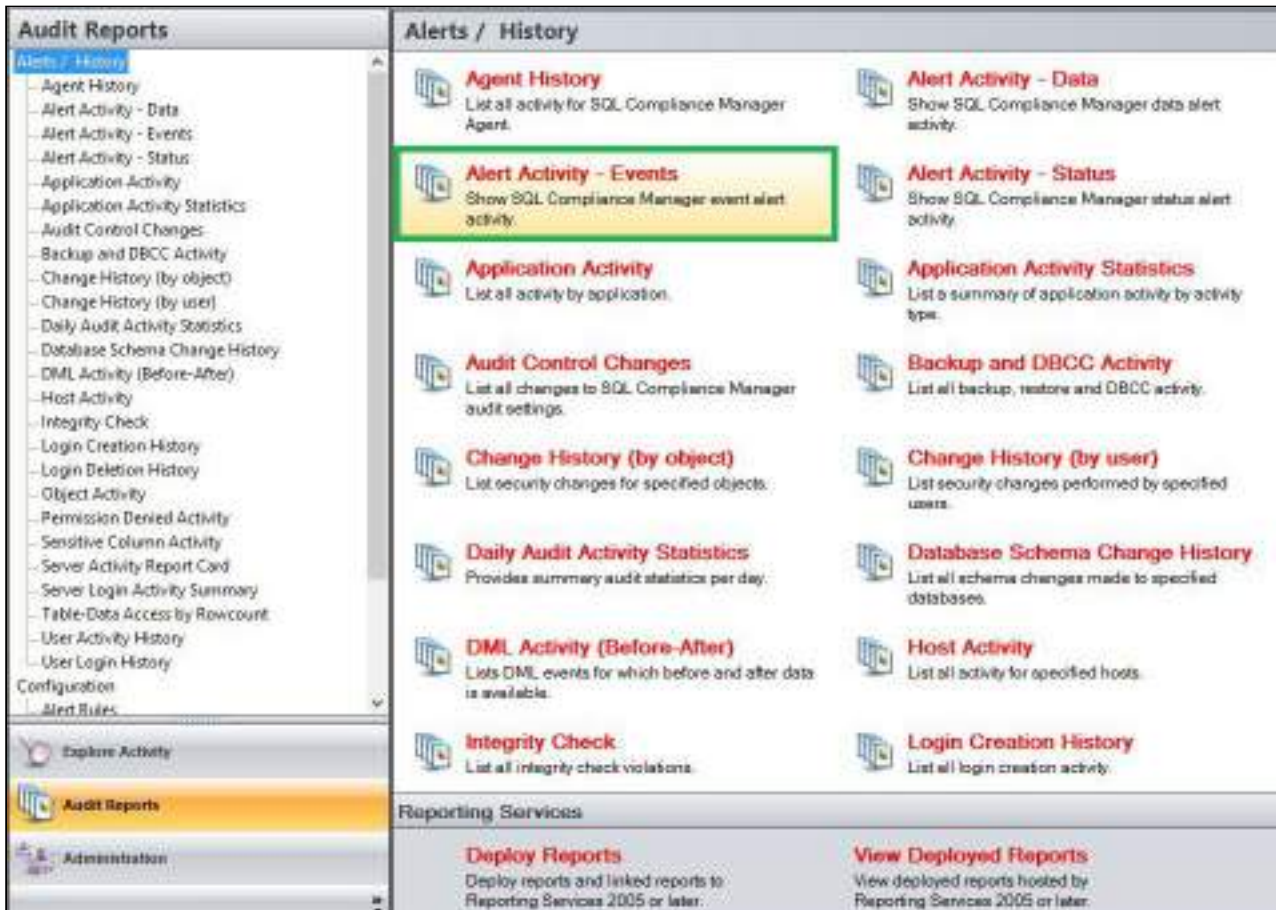 Audit Reports
Alerts / History
Agent History
Alert Activity - Data
Alert Activity - Events
Alert Activity - Status
Application Activity
Application Activity Statistics
Audit Control Changes
Backup and DBCC Activity
Change History (by object)
Change History (by user)
Daily Audit Activity Statistics
Database Schema Change History
DML Activity (Before-After)
Host Activity
Integrity Check
Login Creation History
Login Deletion History
Object Activity
Permission Denied Activity
Sensitive Column Activity
Server Activity Report Card
Server Login Activity Summary
Table-Data Access by Rowcount
User Activity History
User Login History
Configuration
Alert Rules
Explore Activity
Audit Reports
Administration
Alerts / History
Agent History
List all activity for SQL Compliance Manager
Agent.
Alert Activity - Data
Show SQL Compliance Manager data alert
activity.
Alert Activity - Events
Show SQL Compliance Manager event alert
activity.
Alert Activity - Status
Show SQL Compliance Manager status alert
activity.
Application Activity
List all activity by application.
Application Activity Statistics
List a summary of application activity by activity
type.
Audit Control Changes
List all changes to SQL Compliance Manager
audit settings.
Backup and DBCC Activity
List all backup, restore and DBCC activity.
Change History (by object)
List security changes for specified objects.
Change History (by user)
List security changes performed by specified
users.
Daily Audit Activity Statistics
Provides summary audit statistics per day.
Database Schema Change History
List all schema changes made to specified
databases.
DML Activity (Before-After)
Lists DML events for which before and after data
is available.
Host Activity
List all activity for specified hosts.
Integrity Check
List all integrity check violations.
Login Creation History
List all login creation activity.
Reporting Services
Deploy Reports
Deploy reports and linked reports to
Reporting Services 2005 or later.
View Deployed Reports
View deployed reports hosted by
Reporting Services 2005 or later.